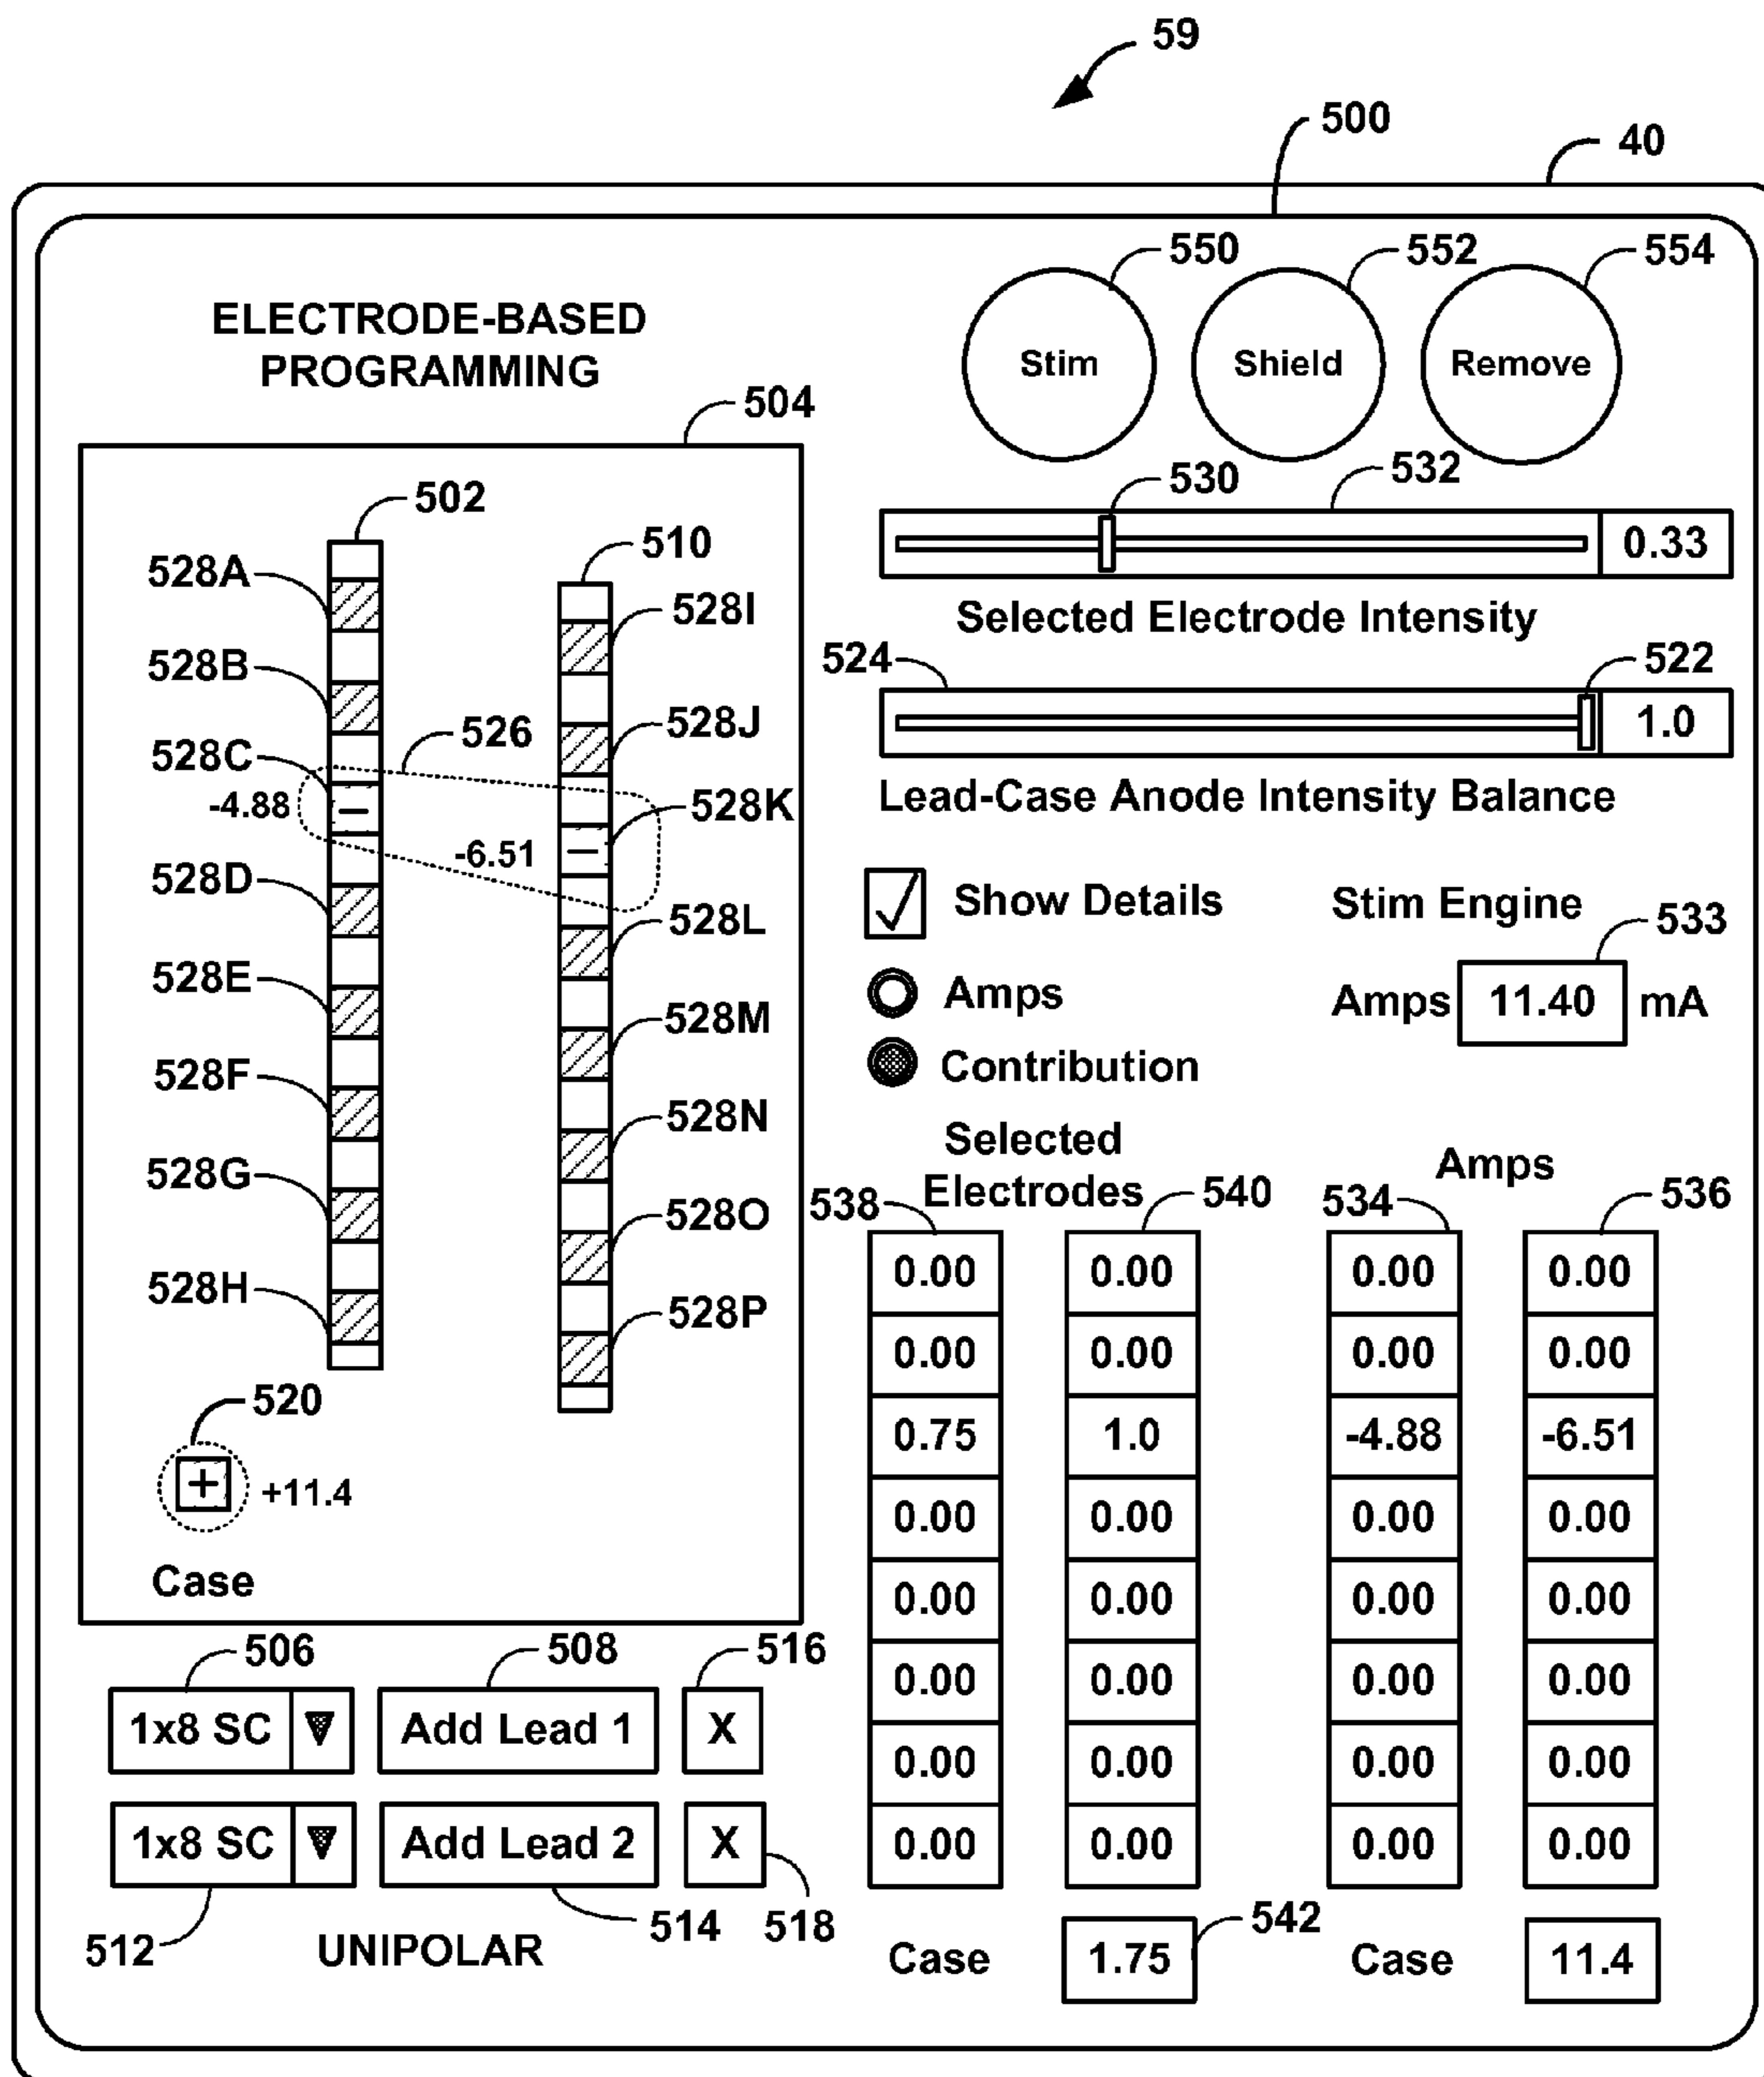 59
500
40
550
552
554
ELECTRODE-BASED
PROGRAMMING
Stim
Shield
Remove
504
502
510
528A
528B
528C
-4.88
528D
528E
528F
528G
528H
526
-6.51
528I
528J
528K
528L
528M
528N
528O
528P
520
+
+11.4
Case
530
532
0.33
Selected Electrode Intensity
524
522
1.0
Lead-Case Anode Intensity Balance
Show Details
Amps
Contribution
Stim Engine
533
Amps 11.40 mA
Selected
Electrodes
538
540
Amps
534
536
0.00 0.00 0.00 0.00
0.00 0.00 0.00 0.00
0.75 1.0 -4.88 -6.51
0.00 0.00 0.00 0.00
0.00 0.00 0.00 0.00
0.00 0.00 0.00 0.00
0.00 0.00 0.00 0.00
0.00 0.00 0.00 0.00
Case 1.75 542
Case 11.4
506
508
516
1x8 SC
Add Lead 1
X
1x8 SC
Add Lead 2
X
512
514
518
UNIPOLAR